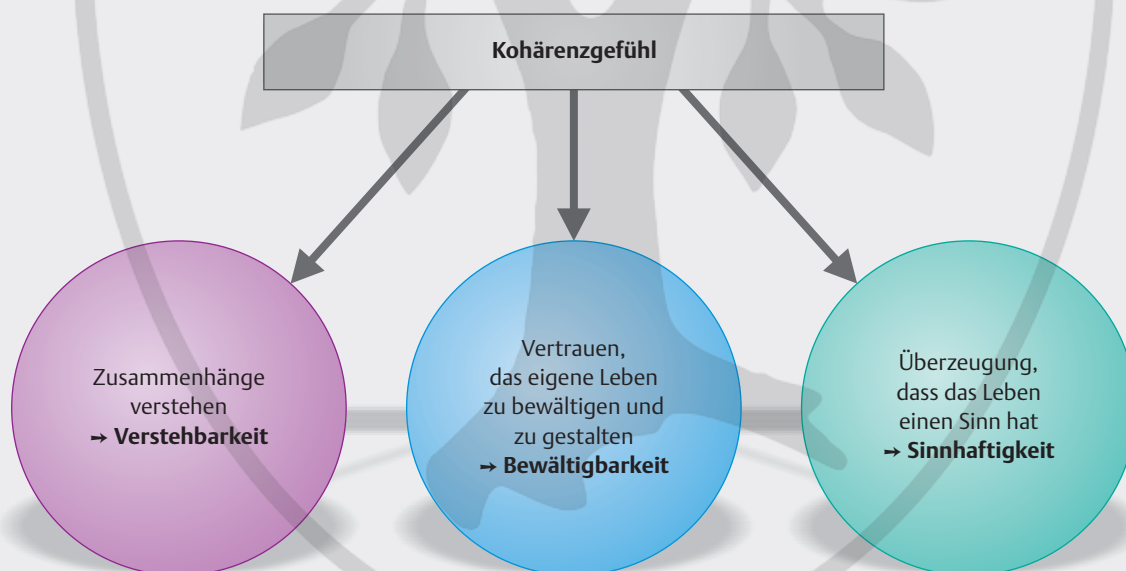 Kohärenzgefühl
Zusammenhänge
verstehen
➞ Verstehbarkeit
Vertrauen,
das eigene Leben
zu bewältigen und
zu gestalten
➞ Bewältigbarkeit
Überzeugung,
dass das Leben
einen Sinn hat
➞ Sinnhaftigkeit